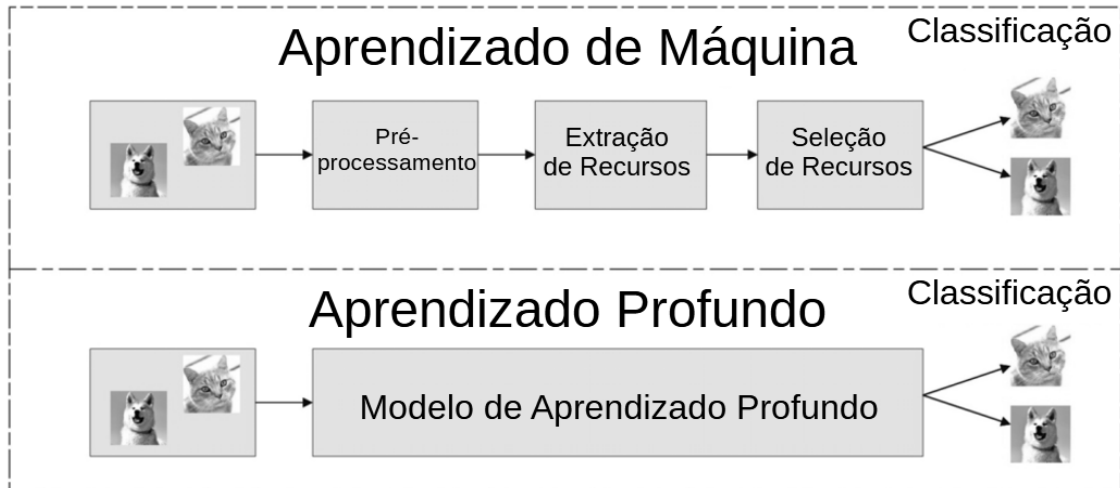 Aprendizado de Máquina
Classificação
Pré-
processamento
Extração
de Recursos
Seleção
de Recursos
Aprendizado Profundo
Classificação
Modelo de Aprendizado Profundo